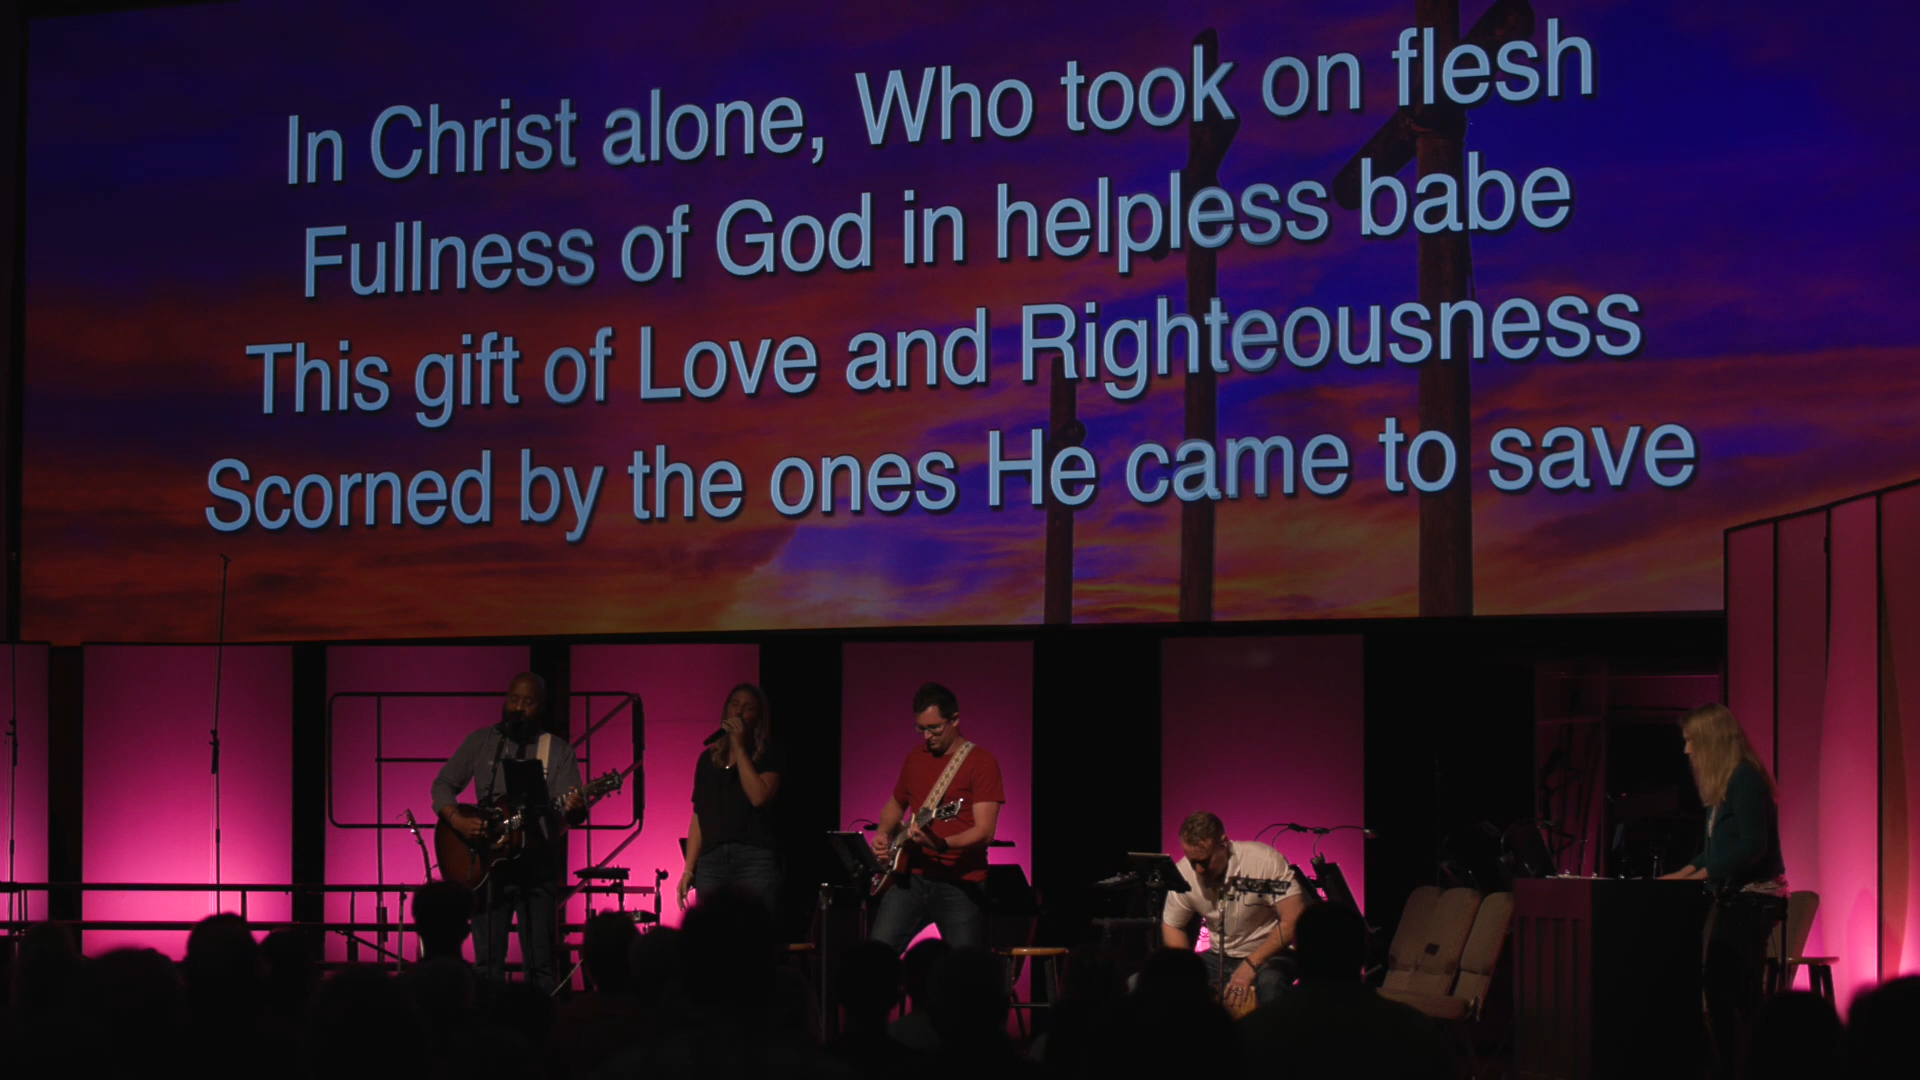 In Christ alone, Who took on flesh
Fullness of God in helpless babe
This gift of Love and Righteousness
Scorned by the ones He came to save